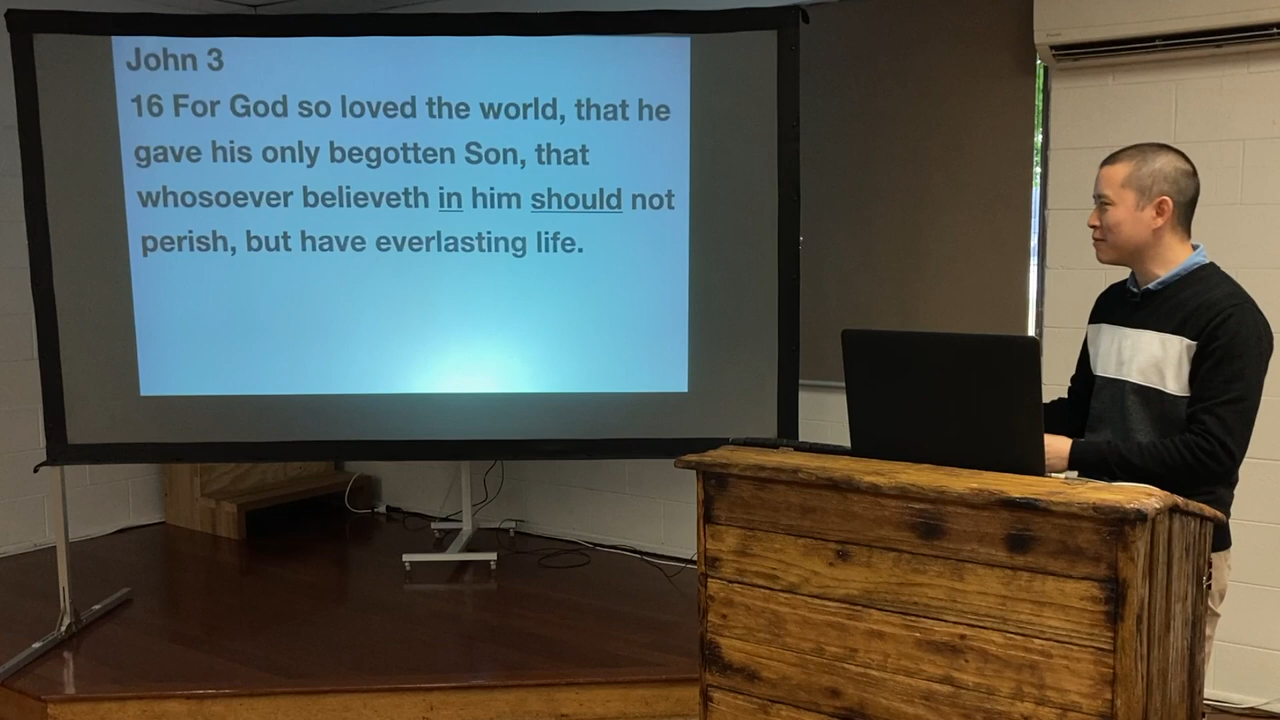 John 3
16 For God so loved the world, that he
gave his only begotten Son, that
whosoever believeth in him should not
perish, but have everlasting life.